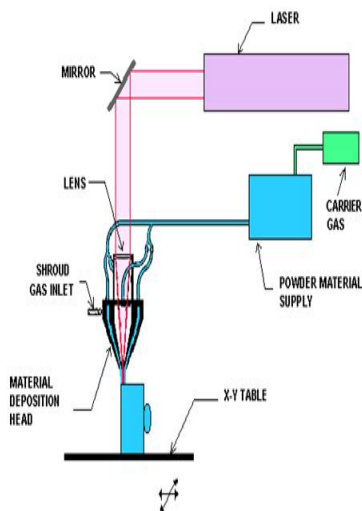 LASER
MIRROR
LENS
CARRIER
GAS
POWDER MATERIAL
SUPPLY
SHROUD
GAS INLET
MATERIAL
DEPOSITION
HEAD
X-Y TABLE